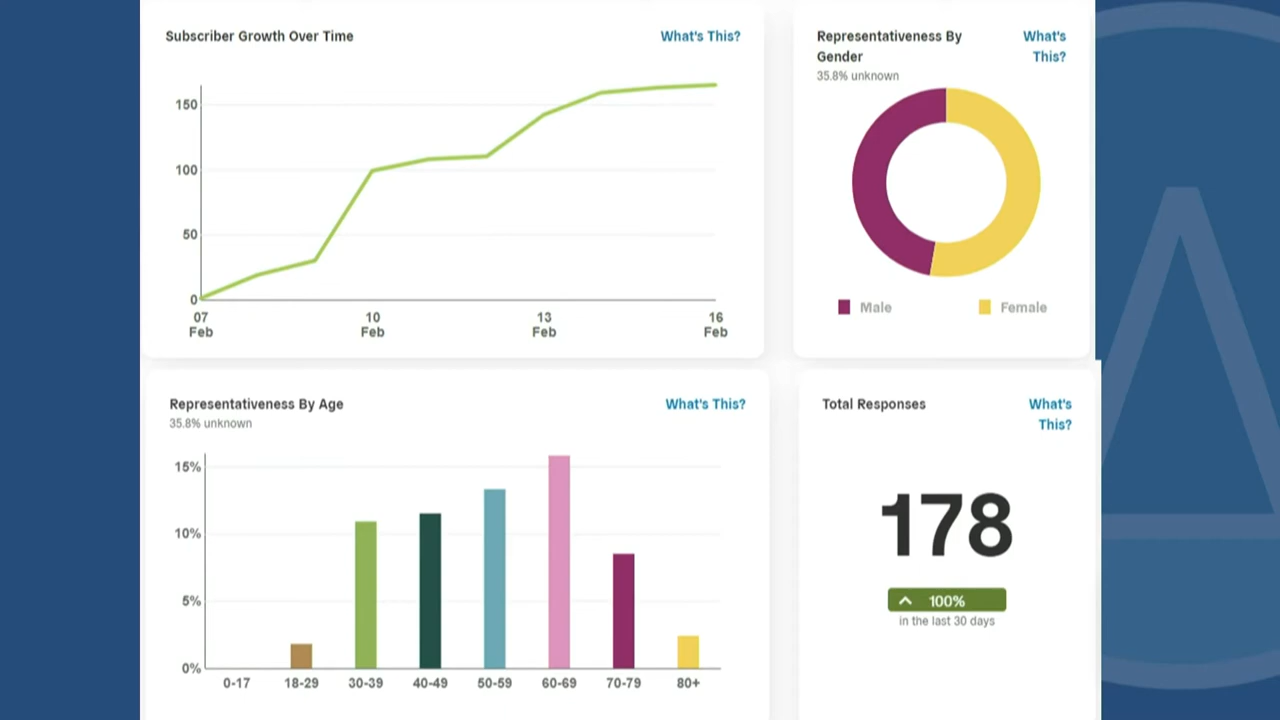 Subscriber Growth Over Time
What's This?
150
100
50
0
07
Feb
10
Feb
13
Feb
16
Feb
Representativeness By
Gender
What's
This?
35.8% unknown
Male
Female
Representativeness By Age
What's This?
35.8% unknown
15%
10%
5%
0%
0-17
18-29
30-39
40-49
50-59
60-69
70-79
80+
Total Responses
What's
This?
178
100%
in the last 30 days